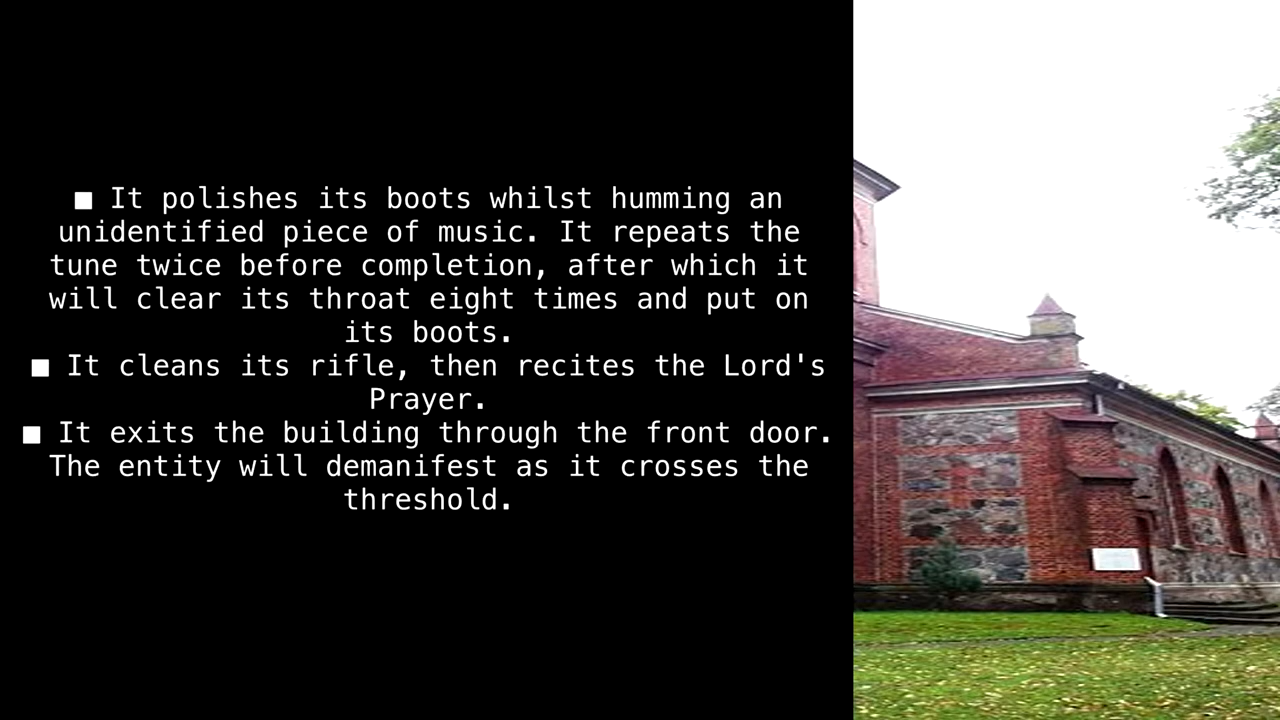 ■ It polishes its boots whilst humming an
unidentified piece of music. It repeats the
tune twice before completion, after which it
will clear its throat eight times and put on
its boots.
■ It cleans its rifle, then recites the Lord's
Prayer.
■ It exits the building through the front door.
The entity will demanifest as it crosses the
threshold.